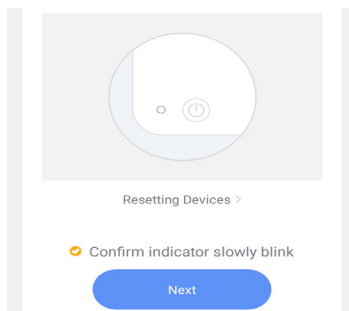 Resetting Devices >
Confirm indicator slowly blink
Next